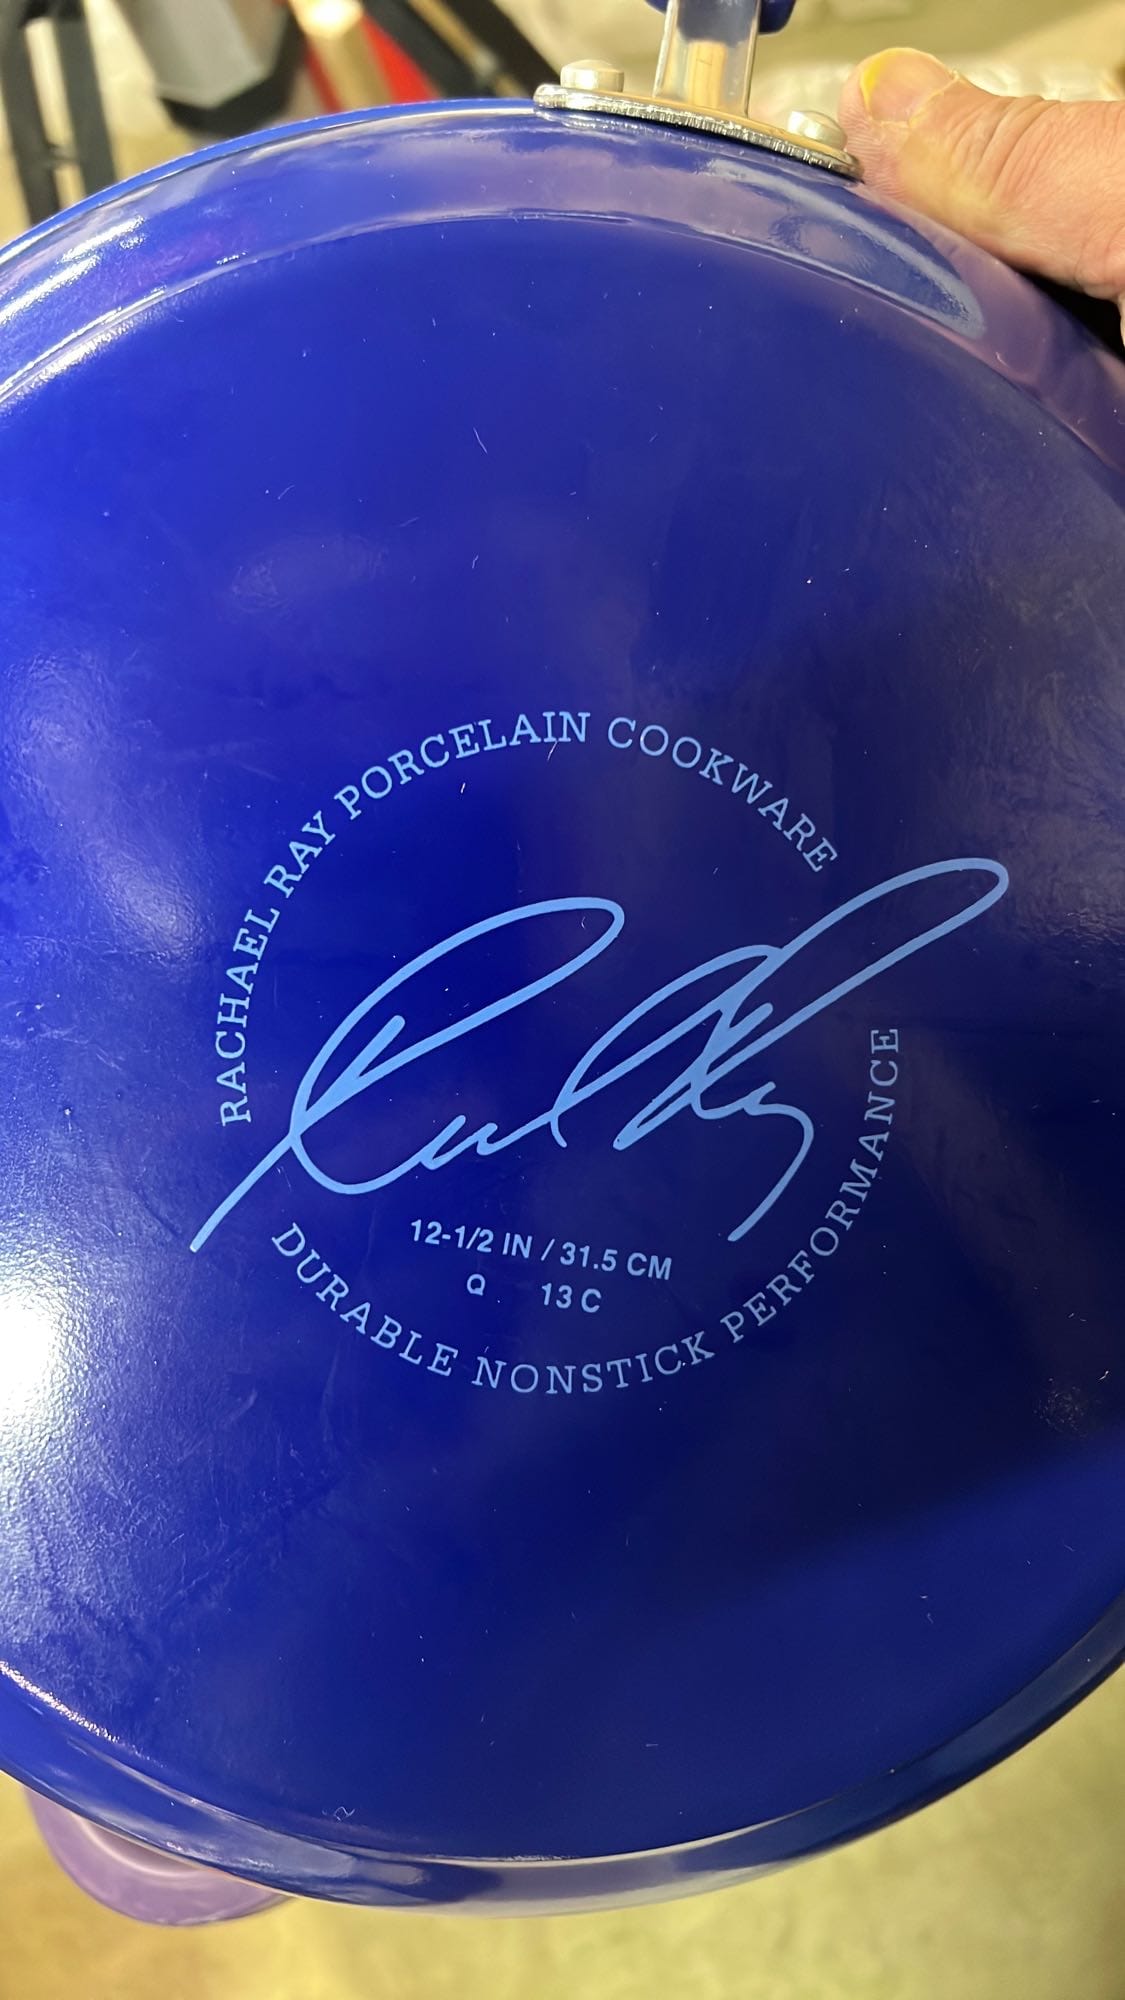 RACHAEL RAY PORCELAIN COOKWARE
12-1/2 IN / 31.5 CM
Q 13 C
DURABLE NONSTICK PERFORMANCE